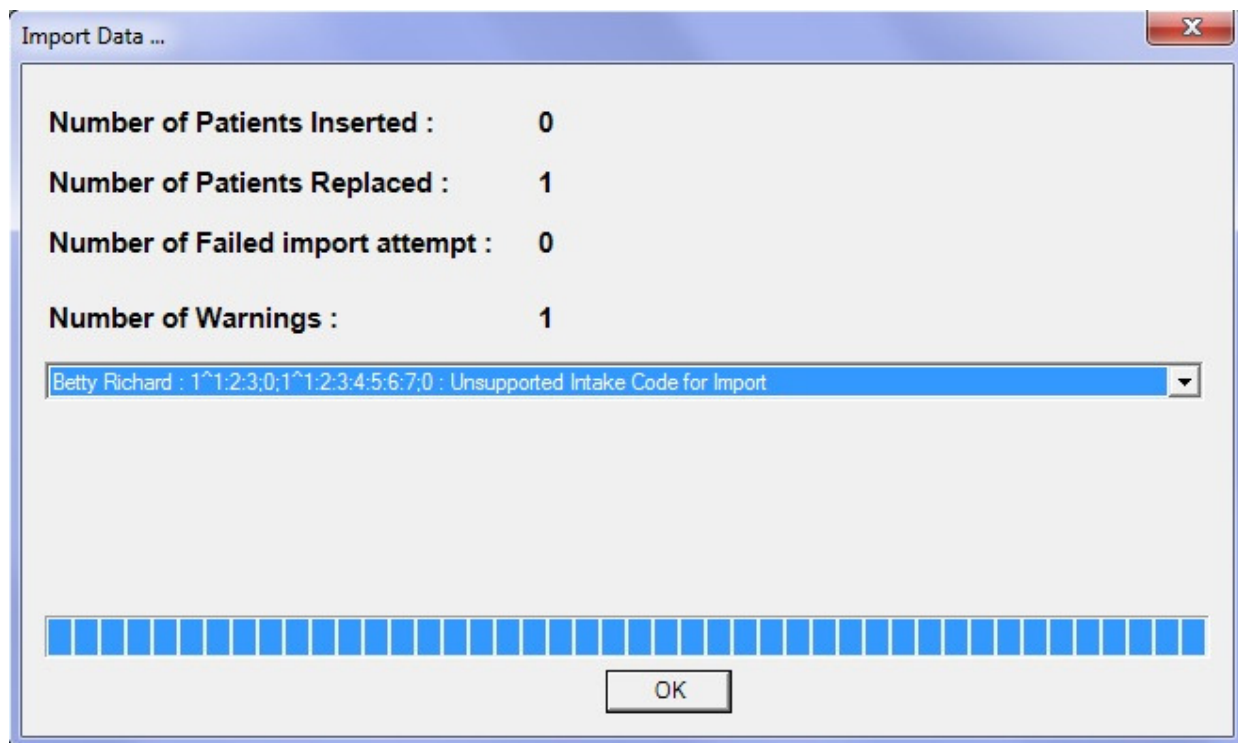 Import Data ...
Number of Patients Inserted : 0
Number of Patients Replaced : 1
Number of Failed import attempt : 0
Number of Warnings : 1
Betty Richard : 1^1:2:3;0;1^1:2:3:4:5:6:7;0 : Unsupported Intake Code for Import
OK